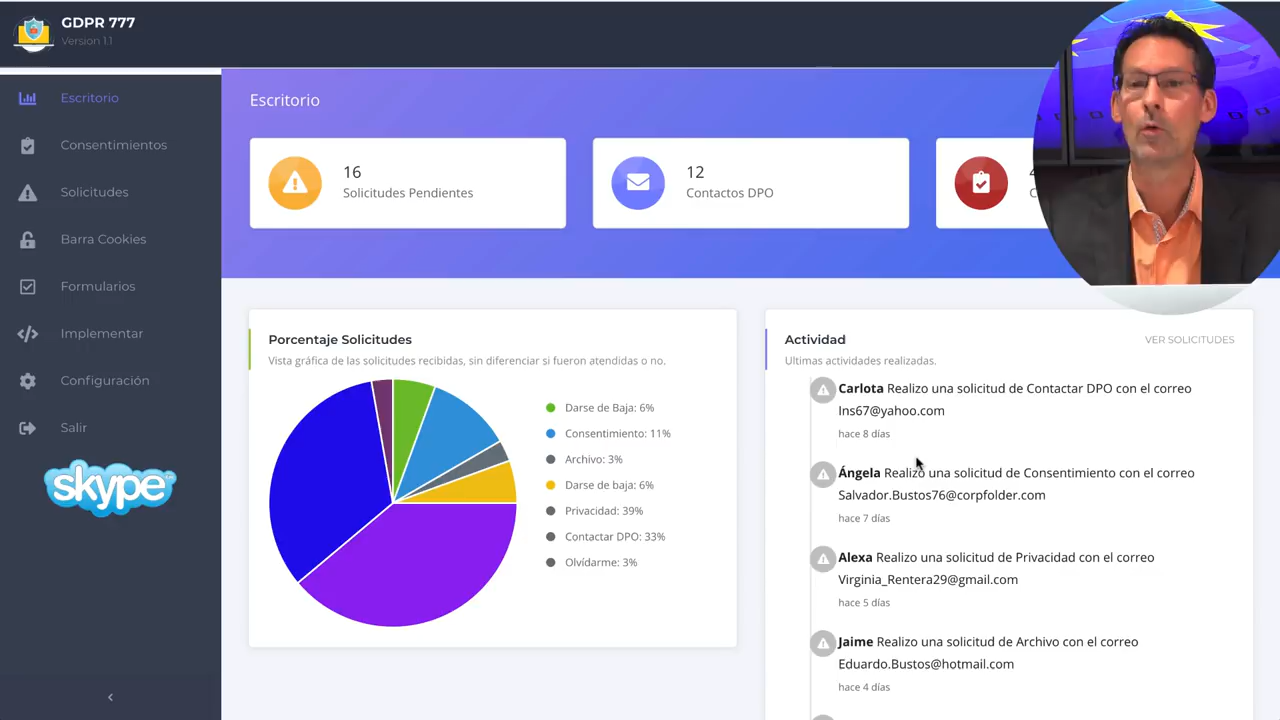 GDPR 777
Version 1.1
Escritorio
Consentimientos
Solicitudes
Barra Cookies
Formularios
Implementar
Configuración
Salir
skype
Escritorio
16
Solicitudes Pendientes
12
Contactos DPO
Porcentaje Solicitudes
Vista gráfica de las solicitudes recibidas, sin diferenciar si fueron atendidas o no.
Darse de Baja: 6%
Consentimiento: 11%
Archivo: 3%
Darse de baja: 6%
Privacidad: 39%
Contactar DPO: 33%
Olvídarme: 3%
Actividad
VER SOLICITUDES
Ultimas actividades realizadas.
Carlota Realizo una solicitud de Contactar DPO con el correo
Ins67@yahoo.com
hace 8 días
Ángela Realizo una solicitud de Consentimiento con el correo
Salvador.Bustos76@corpfolder.com
hace 7 días
Alexa Realizo una solicitud de Privacidad con el correo
Virginia_Rentera29@gmail.com
hace 5 días
Jaime Realizo una solicitud de Archivo con el correo
Eduardo.Bustos@hotmail.com
hace 4 días